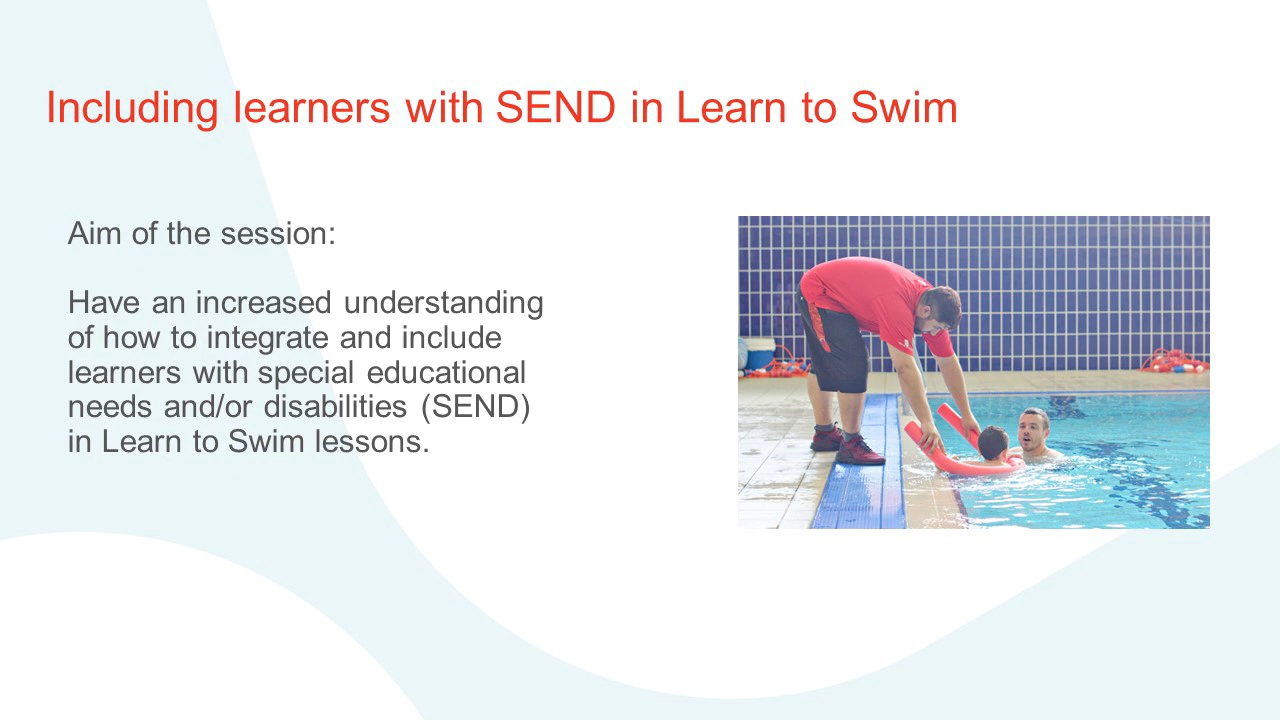 Including learners with SEND in Learn to Swim
Aim of the session:
Have an increased understanding
of how to integrate and include
learners with special educational
needs and/or disabilities (SEND)
in Learn to Swim lessons.